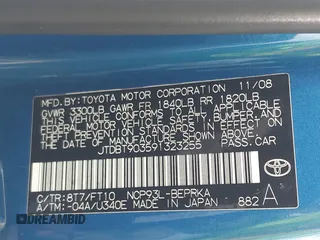 MFD. BY: TOYOTA MOTOR CORPORATION 11/08
GVWR 3300LB GAWR FR 1840LB RR 1820LB
THIS VEHICLE CONFORMS TO ALL APPLICABLE
FEDERAL MOTOR VEHICLE SAFETY, BUMPER
AND THEFT PREVENTION STANDARDS IN EFFECT
ON THE DATE OF MANUFACTURE SHOWN ABOVE.
JTDBT903591323255 PASS.CAR
C/TR: 8T7/FT10 NCP93L-BEPRKA
A/TM: -04A/U340E MADE IN JAPAN 882 A
TOYOTA
DREAMBID